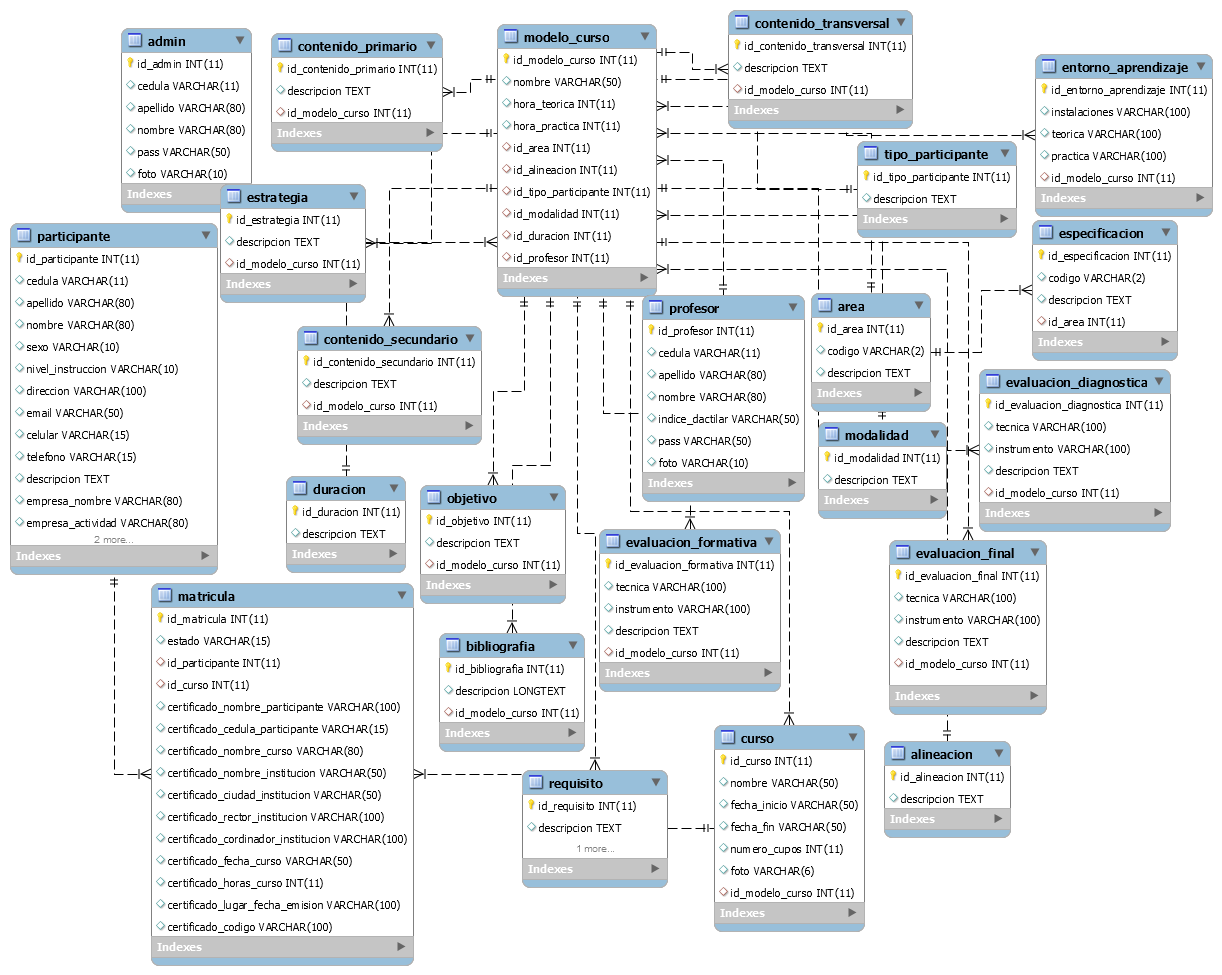 admin
id_admin INT(11)
cedula VARCHAR(11)
apellido VARCHAR(80)
nombre VARCHAR(80)
pass VARCHAR(50)
foto VARCHAR(10)
Indexes
contenido_primario
id_contenido_primario INT(11)
descripcion TEXT
id_modelo_curso INT(11)
Indexes
modelo_curso
id_modelo_curso INT(11)
nombre VARCHAR(50)
hora_teorica INT(11)
hora_practica INT(11)
id_area INT(11)
id_alineacion INT(11)
id_tipo_participante INT(11)
id_modalidad INT(11)
id_duracion INT(11)
id_profesor INT(11)
Indexes
contenido_transversal
id_contenido_transversal INT(11)
descripcion TEXT
id_modelo_curso INT(11)
Indexes
entorno_aprendizaje
id_entorno_aprendizaje INT(11)
instalaciones VARCHAR(100)
teorica VARCHAR(100)
practica VARCHAR(100)
id_modelo_curso INT(11)
Indexes
tipo_participante
id_tipo_participante INT(11)
descripcion TEXT
Indexes
estrategia
id_estrategia INT(11)
descripcion TEXT
id_modelo_curso INT(11)
Indexes
participante
id_participante INT(11)
cedula VARCHAR(11)
apellido VARCHAR(80)
nombre VARCHAR(80)
sexo VARCHAR(10)
nivel_instruccion VARCHAR(10)
direccion VARCHAR(100)
email VARCHAR(50)
celular VARCHAR(15)
telefono VARCHAR(15)
descripcion TEXT
empresa_nombre VARCHAR(80)
empresa_actividad VARCHAR(80)
2 more...
Indexes
especificacion
id_especificacion INT(11)
codigo VARCHAR(2)
descripcion TEXT
id_area INT(11)
Indexes
profesor
id_profesor INT(11)
cedula VARCHAR(11)
apellido VARCHAR(80)
nombre VARCHAR(80)
indice_dactilar VARCHAR(50)
pass VARCHAR(50)
foto VARCHAR(10)
Indexes
area
id_area INT(11)
codigo VARCHAR(2)
descripcion TEXT
Indexes
contenido_secundario
id_contenido_secundario INT(11)
descripcion TEXT
id_modelo_curso INT(11)
Indexes
evaluacion_diagnostica
id_evaluacion_diagnostica INT(11)
tecnica VARCHAR(100)
instrumento VARCHAR(100)
descripcion TEXT
id_modelo_curso INT(11)
Indexes
modalidad
id_modalidad INT(11)
descripcion TEXT
Indexes
duracion
id_duracion INT(11)
descripcion TEXT
Indexes
objetivo
id_objetivo INT(11)
descripcion TEXT
id_modelo_curso INT(11)
Indexes
evaluacion_formativa
id_evaluacion_formativa INT(11)
tecnica VARCHAR(100)
instrumento VARCHAR(100)
descripcion TEXT
id_modelo_curso INT(11)
Indexes
evaluacion_final
id_evaluacion_final INT(11)
tecnica VARCHAR(100)
instrumento VARCHAR(100)
descripcion TEXT
id_modelo_curso INT(11)
Indexes
matricula
id_matricula INT(11)
estado VARCHAR(15)
id_participante INT(11)
id_curso INT(11)
certificado_nombre_participante VARCHAR(100)
certificado_cedula_participante VARCHAR(15)
certificado_nombre_curso VARCHAR(80)
certificado_nombre_institucion VARCHAR(50)
certificado_ciudad_institucion VARCHAR(50)
certificado_rector_institucion VARCHAR(100)
certificado_cordinador_institucion VARCHAR(100)
certificado_fecha_curso VARCHAR(50)
certificado_horas_curso INT(11)
certificado_lugar_fecha_emision VARCHAR(100)
certificado_codigo VARCHAR(100)
Indexes
bibliografia
id_bibliografia INT(11)
descripcion LONGTEXT
id_modelo_curso INT(11)
Indexes
curso
id_curso INT(11)
nombre VARCHAR(50)
fecha_inicio VARCHAR(50)
fecha_fin VARCHAR(50)
numero_cupos INT(11)
foto VARCHAR(6)
id_modelo_curso INT(11)
Indexes
alineacion
id_alineacion INT(11)
descripcion TEXT
Indexes
requisito
id_requisito INT(11)
descripcion TEXT
1 more...
Indexes